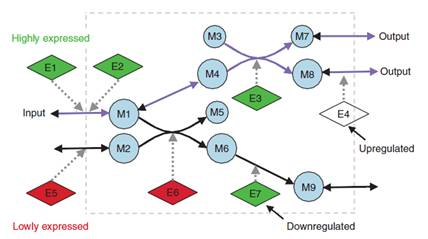 Highly expressed
E1
E2
M3
M7
Output
M4
M8
Output
E3
E4
Input
M1
M5
M2
M6
Upregulated
E5
E6
E7
M9
Lowly expressed
Downregulated